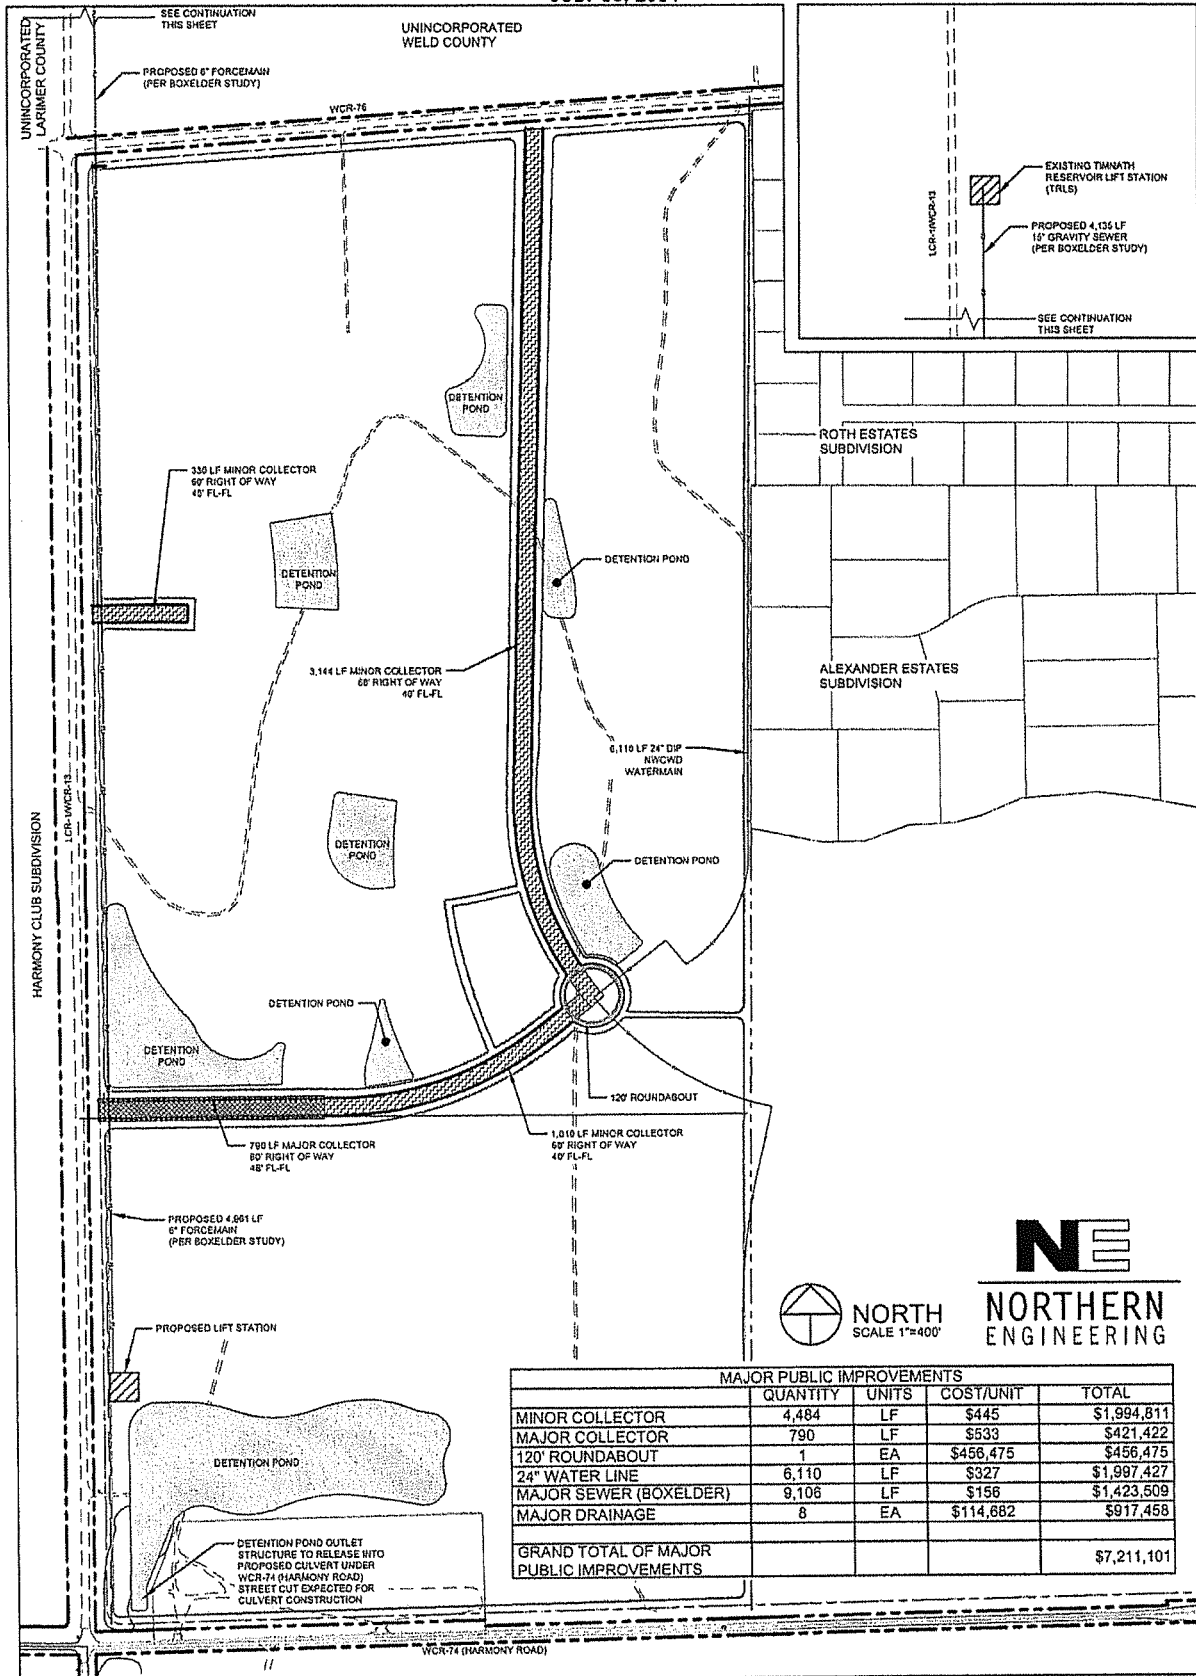 SEE CONTINUATION
THIS SHEET
UNINCORPORATED
WELD COUNTY
UNINCORPORATED
LARIMER COUNTY
PROPOSED 6" FORCEMAIN
(PER BOXELDER STUDY)
WCR-76
EXISTING TIMNATH
RESERVOIR LIFT STATION
(TRLS)
LCR-1/WCR-13
PROPOSED 4,135 LF
15" GRAVITY SEWER
(PER BOXELDER STUDY)
SEE CONTINUATION
THIS SHEET
DETENTION
POND
ROTH ESTATES
SUBDIVISION
330 LF MINOR COLLECTOR
60' RIGHT OF WAY
40' FL-FL
DETENTION
POND
DETENTION POND
3,144 LF MINOR COLLECTOR
60' RIGHT OF WAY
40' FL-FL
ALEXANDER ESTATES
SUBDIVISION
6,110 LF 24" DIP
NWCWD
WATERMAIN
LCR-1/WCR-13
HARMONY CLUB SUBDIVISION
DETENTION
POND
DETENTION POND
DETENTION POND
DETENTION
POND
120' ROUNDABOUT
790 LF MAJOR COLLECTOR
80' RIGHT OF WAY
48' FL-FL
1,010 LF MINOR COLLECTOR
60' RIGHT OF WAY
40' FL-FL
PROPOSED 4,961 LF
6" FORCEMAIN
(PER BOXELDER STUDY)
PROPOSED LIFT STATION
NORTH
SCALE 1"=400'
NE
NORTHERN
ENGINEERING
MAJOR PUBLIC IMPROVEMENTS
QUANTITY UNITS COST/UNIT TOTAL
MINOR COLLECTOR 4,484 LF $445 $1,994,811
MAJOR COLLECTOR 790 LF $533 $421,422
120' ROUNDABOUT 1 EA $456,475 $456,475
24" WATER LINE 6,110 LF $327 $1,997,427
MAJOR SEWER (BOXELDER) 9,106 LF $156 $1,423,509
MAJOR DRAINAGE 8 EA $114,682 $917,458
GRAND TOTAL OF MAJOR
PUBLIC IMPROVEMENTS $7,211,101
DETENTION POND
DETENTION POND OUTLET
STRUCTURE TO RELEASE INTO
PROPOSED CULVERT UNDER
WCR-74 (HARMONY ROAD)
STREET CUT EXPECTED FOR
CULVERT CONSTRUCTION
WCR-74 (HARMONY ROAD)